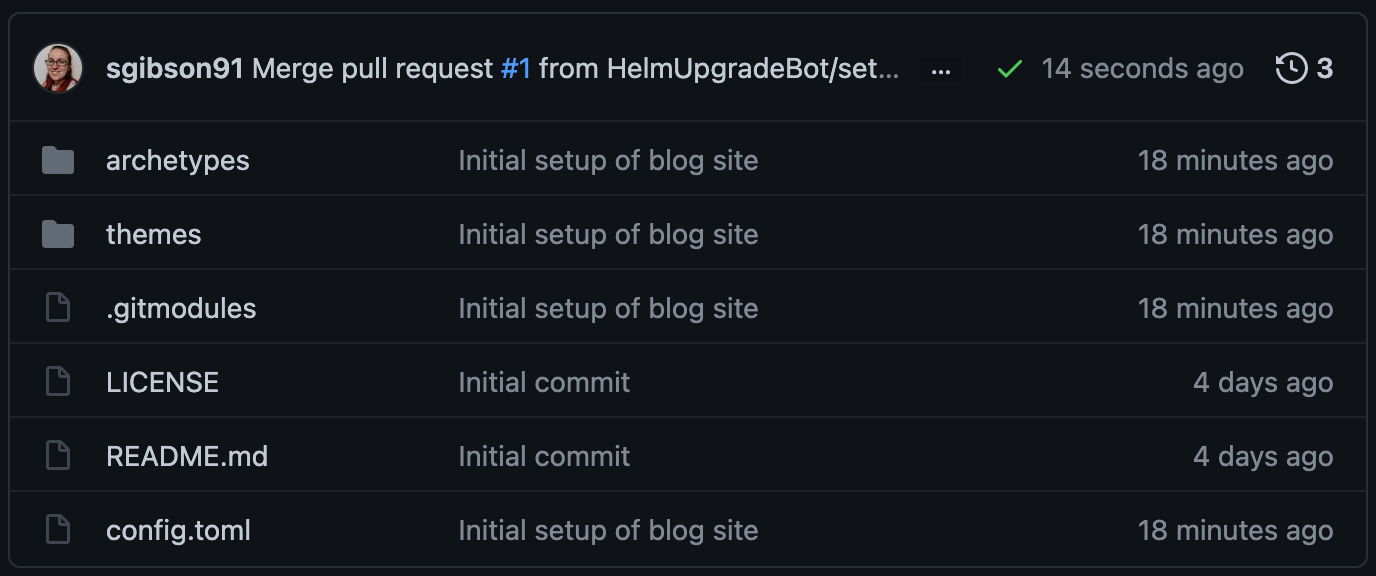 sgibson91 Merge pull request #1 from HelmUpgradeBot/set... ... 14 seconds ago 3
archetypes Initial setup of blog site 18 minutes ago
themes Initial setup of blog site 18 minutes ago
.gitmodules Initial setup of blog site 18 minutes ago
LICENSE Initial commit 4 days ago
README.md Initial commit 4 days ago
config.toml Initial setup of blog site 18 minutes ago